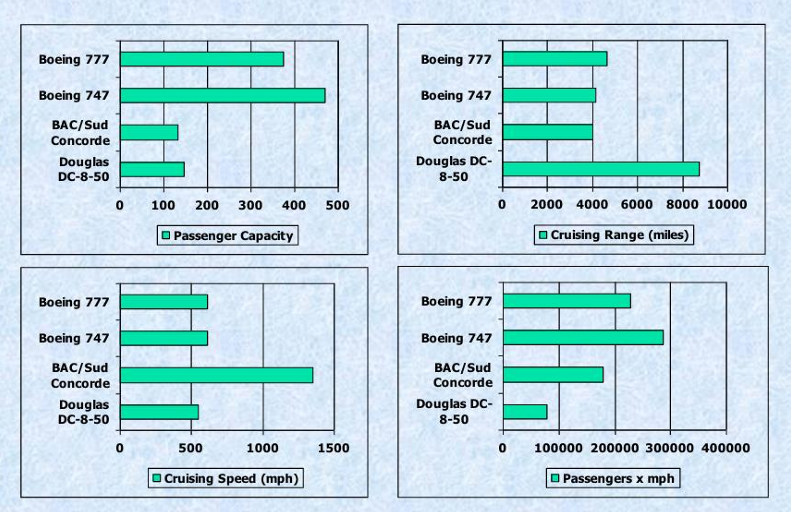 Boeing 777
Boeing 747
BAC/Sud
Concorde
Douglas
DC-8-50
0 100 200 300 400 500
Passenger Capacity
Boeing 777
Boeing 747
BAC/Sud
Concorde
Douglas DC-
8-50
0 2000 4000 6000 8000 10000
Cruising Range (miles)
Boeing 777
Boeing 747
BAC/Sud
Concorde
Douglas
DC-8-50
0 500 1000 1500
Cruising Speed (mph)
Boeing 777
Boeing 747
BAC/Sud
Concorde
Douglas DC-
8-50
0 100000 200000 300000 400000
Passengers x mph